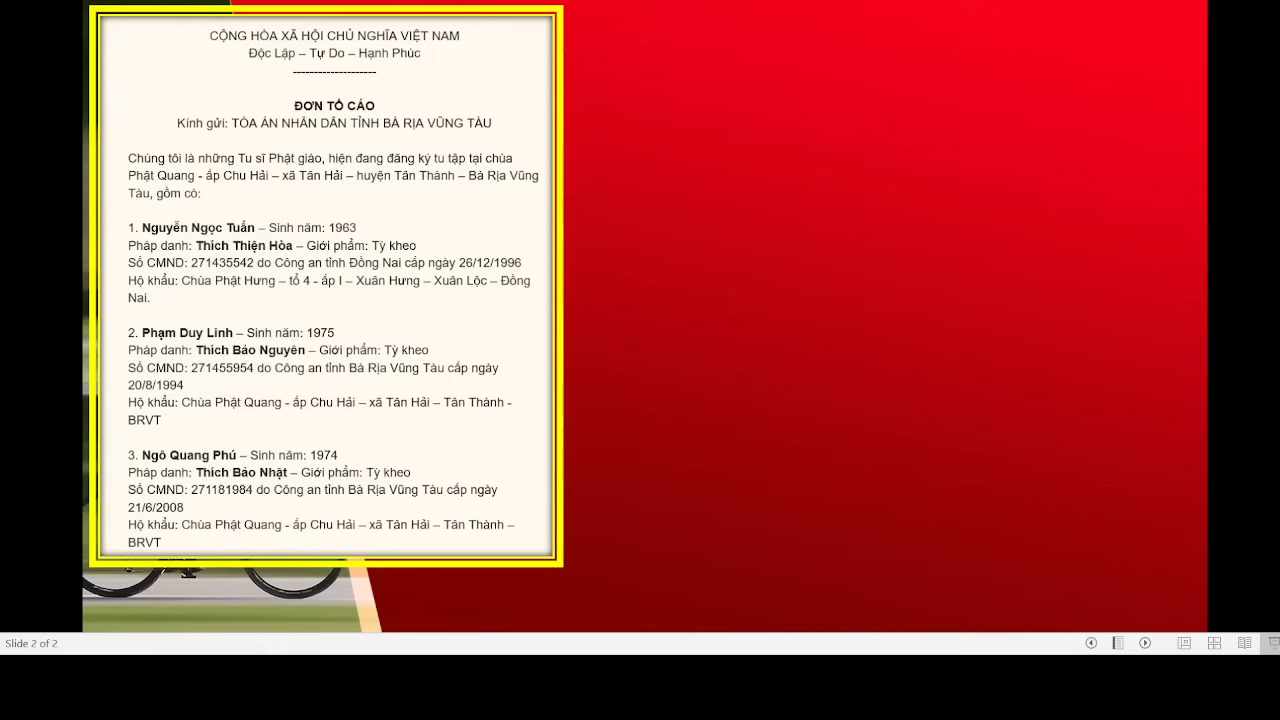 CỘNG HÒA XÃ HỘI CHỦ NGHĨA VIỆT NAM
Độc Lập – Tự Do – Hạnh Phúc
--------------------
ĐƠN TỐ CÁO
Kính gửi: TÒA ÁN NHÂN DÂN TỈNH BÀ RỊA VŨNG TÀU
Chúng tôi là những Tu sĩ Phật giáo, hiện đang đăng ký tu tập tại chùa
Phật Quang - ấp Chu Hải – xã Tân Hải – huyện Tân Thành – Bà Rịa Vũng
Tàu, gồm có:
1. Nguyễn Ngọc Tuấn – Sinh năm: 1963
Pháp danh: Thích Thiện Hòa – Giới phẩm: Tỳ kheo
Số CMND: 271435542 do Công an tỉnh Đồng Nai cấp ngày 26/12/1996
Hộ khẩu: Chùa Phật Hưng – tổ 4 - ấp I – Xuân Hưng – Xuân Lộc – Đồng
Nai.
2. Phạm Duy Linh – Sinh năm: 1975
Pháp danh: Thích Bảo Nguyên – Giới phẩm: Tỳ kheo
Số CMND: 271455954 do Công an tỉnh Bà Rịa Vũng Tàu cấp ngày
20/8/1994
Hộ khẩu: Chùa Phật Quang - ấp Chu Hải – xã Tân Hải – Tân Thành -
BRVT
3. Ngô Quang Phú – Sinh năm: 1974
Pháp danh: Thích Bảo Nhật – Giới phẩm: Tỳ kheo
Số CMND: 271181984 do Công an tỉnh Bà Rịa Vũng Tàu cấp ngày
21/6/2008
Hộ khẩu: Chùa Phật Quang - ấp Chu Hải – xã Tân Hải – Tân Thành –
BRVT
Slide 2 of 2